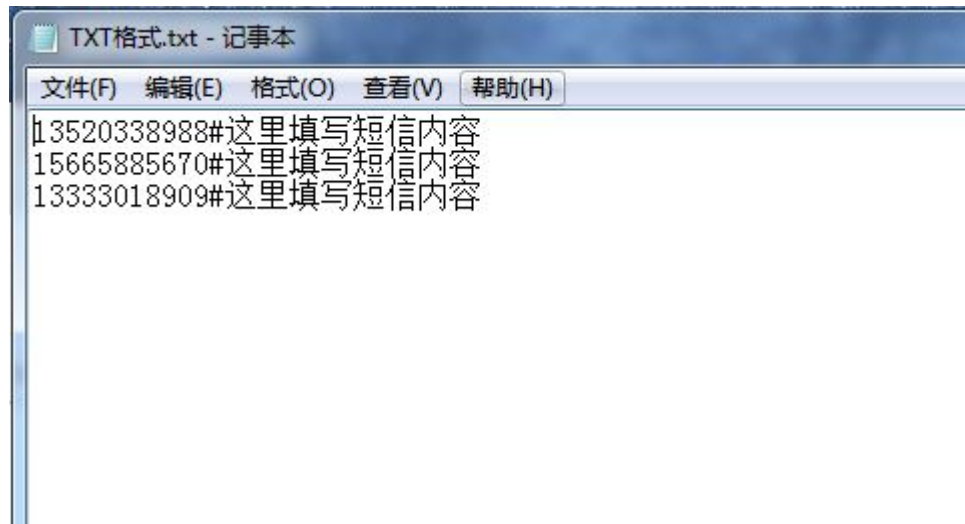 TXT格式.txt - 记事本
文件(F) 编辑(E) 格式(O) 查看(V) 帮助(H)
13520338988#这里填写短信内容
15665885670#这里填写短信内容
13333018909#这里填写短信内容